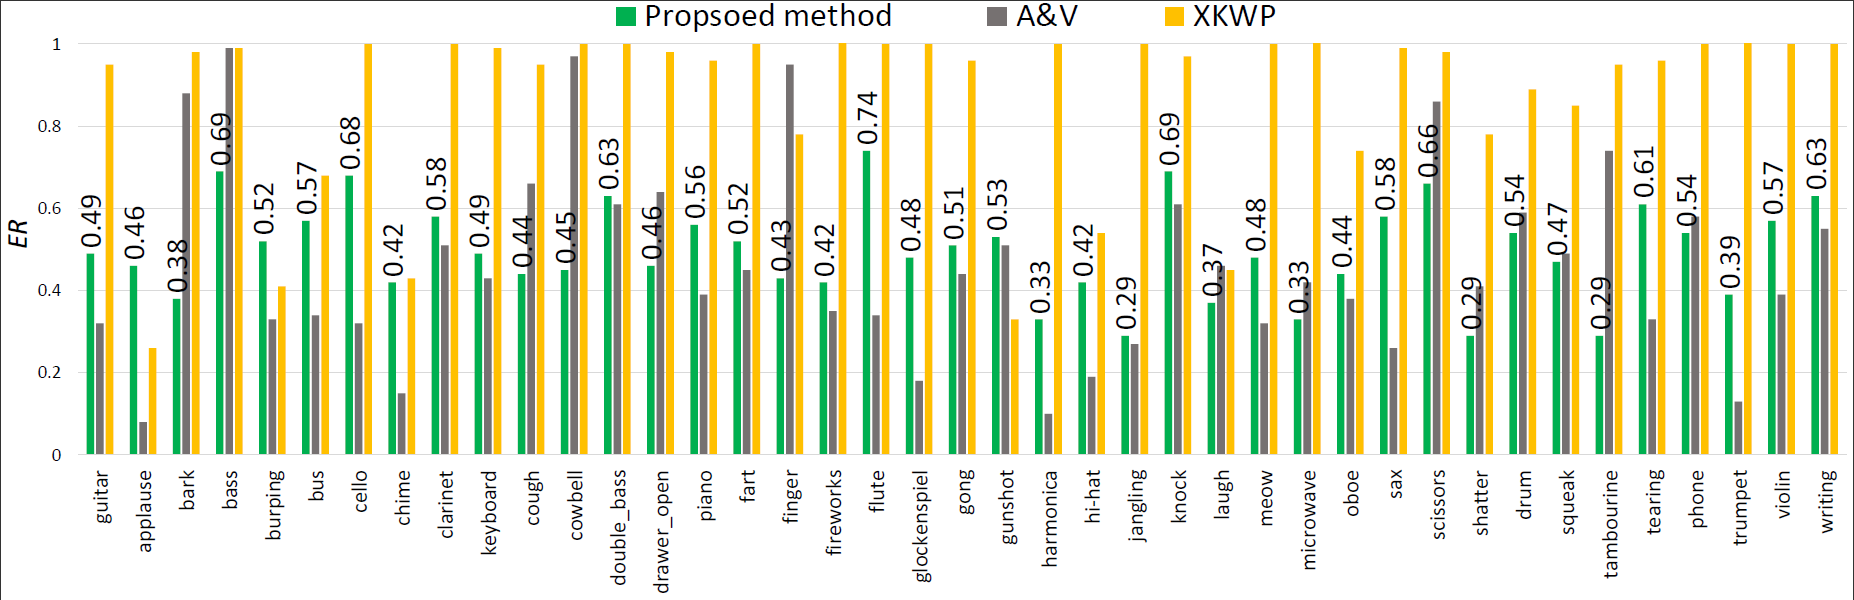 Propsoed method A&V XKWP
ER
1
0.8
0.6
0.4
0.2
0
0.49
0.46
0.38
0.69
0.52
0.57
0.68
0.42
0.58
0.49
0.44
0.45
0.63
0.46
0.56
0.52
0.43
0.42
0.74
0.48
0.51
0.53
0.33
0.42
0.29
0.69
0.37
0.48
0.33
0.44
0.58
0.66
0.29
0.54
0.47
0.29
0.61
0.54
0.39
0.57
0.63
guitar
applause
bark
bass
burping
bus
cello
chime
clarinet
keyboard
cough
cowbell
double_bass
drawer_open
piano
fart
finger
fireworks
flute
glockenspiel
gong
gunshot
harmonica
hi-hat
jangling
knock
laugh
meow
microwave
oboe
sax
scissors
shatter
drum
squeak
tambourine
tearing
phone
trumpet
violin
writing